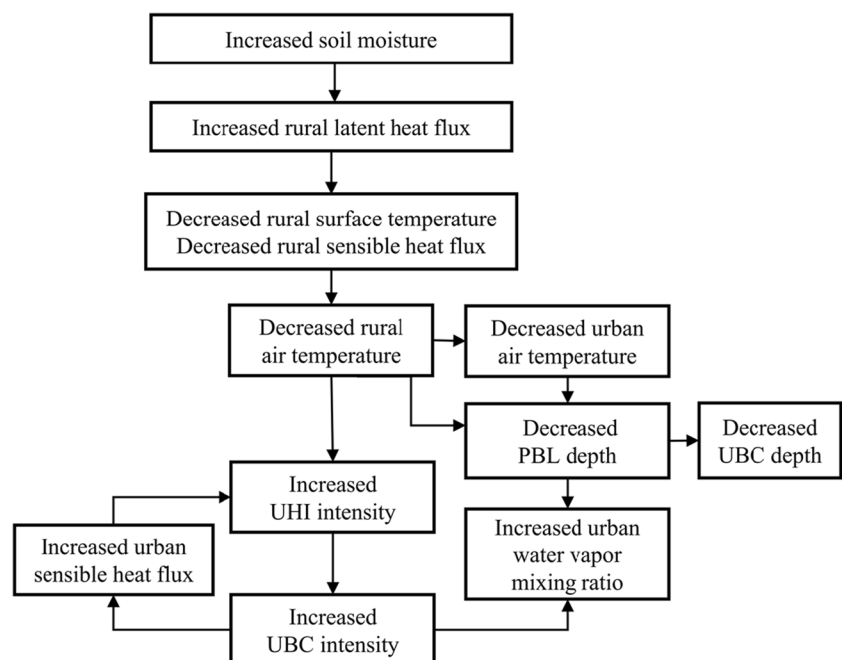 Increased soil moisture
Increased rural latent heat flux
Decreased rural surface temperature
Decreased rural sensible heat flux
Decreased rural
air temperature
Decreased urban
air temperature
Decreased
PBL depth
Decreased
UBC depth
Increased
UHI intensity
Increased urban
water vapor
mixing ratio
Increased urban
sensible heat flux
Increased
UBC intensity